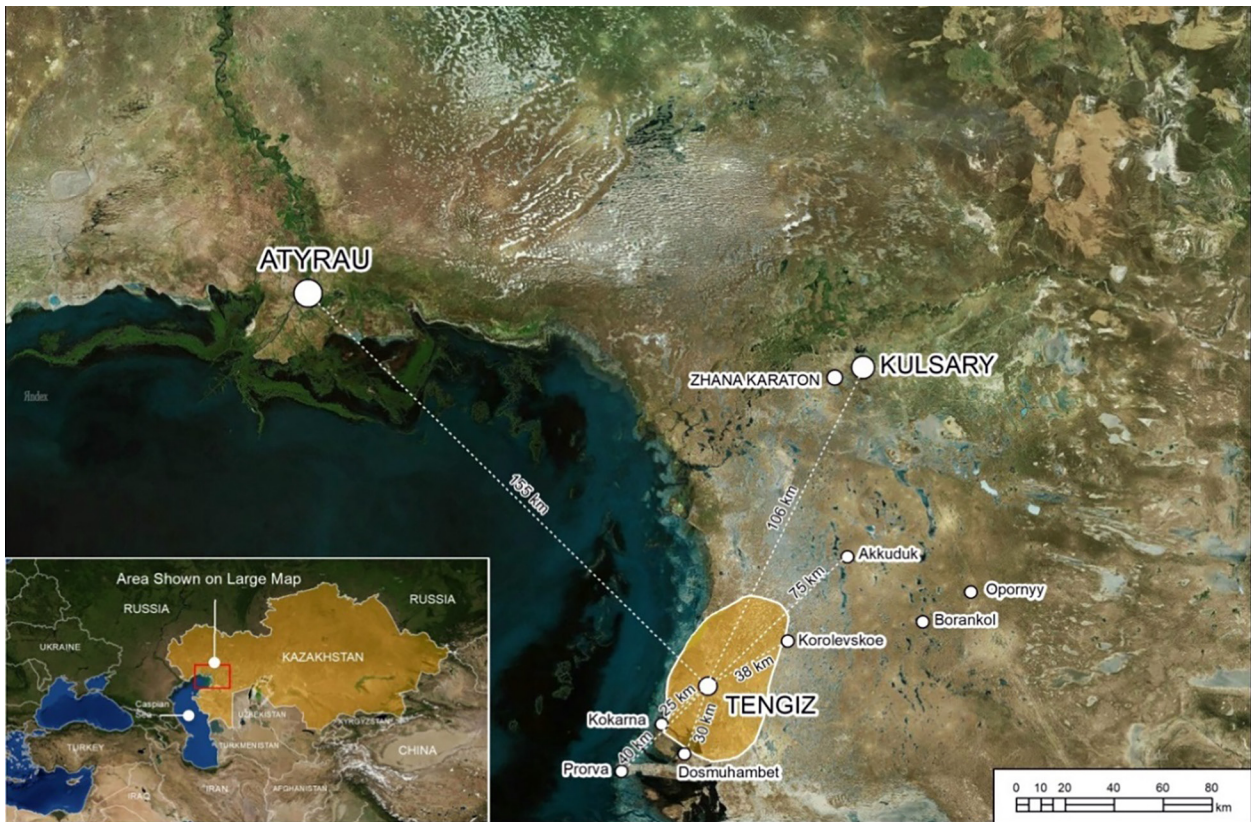 ATYRAU
KULSARY
ZHANA KARATON
Яndex
155 km
106 km
Akkuduk
75 km
Opornyy
Borankol
Korolevskoe
38 km
TENGIZ
25 km
Kokarna
30 km
40 km
Prorva
Dosmuhambet
Area Shown on Large Map
RUSSIA
RUSSIA
UKRAINE
KAZAKHSTAN
Caspian
Sea
UZBEKISTAN
KYRGYZSTAN
TURKEY
TURKMENISTAN
CHINA
IRAQ
IRAN
AFGHANISTAN
0 10 20 40 60 80
km